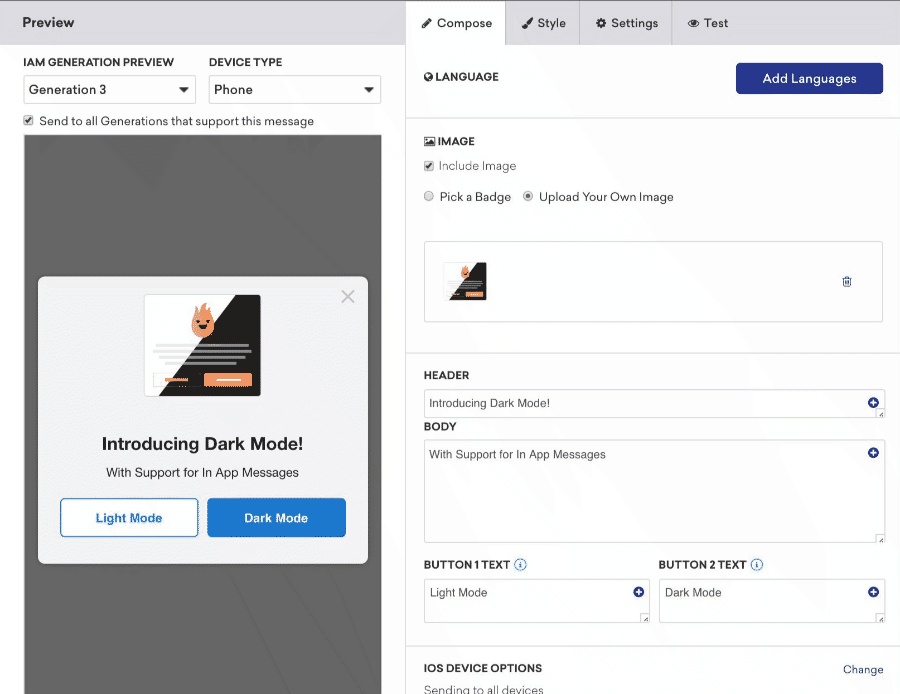 Preview
Compose
Style
Settings
Test
IAM GENERATION PREVIEW
DEVICE TYPE
Generation 3
Phone
Send to all Generations that support this message
Introducing Dark Mode!
With Support for In App Messages
Light Mode
Dark Mode
LANGUAGE
Add Languages
IMAGE
Include Image
Pick a Badge
Upload Your Own Image
HEADER
Introducing Dark Mode!
BODY
With Support for In App Messages
BUTTON 1 TEXT
BUTTON 2 TEXT
Light Mode
Dark Mode
IOS DEVICE OPTIONS
Change
Sending to all devices